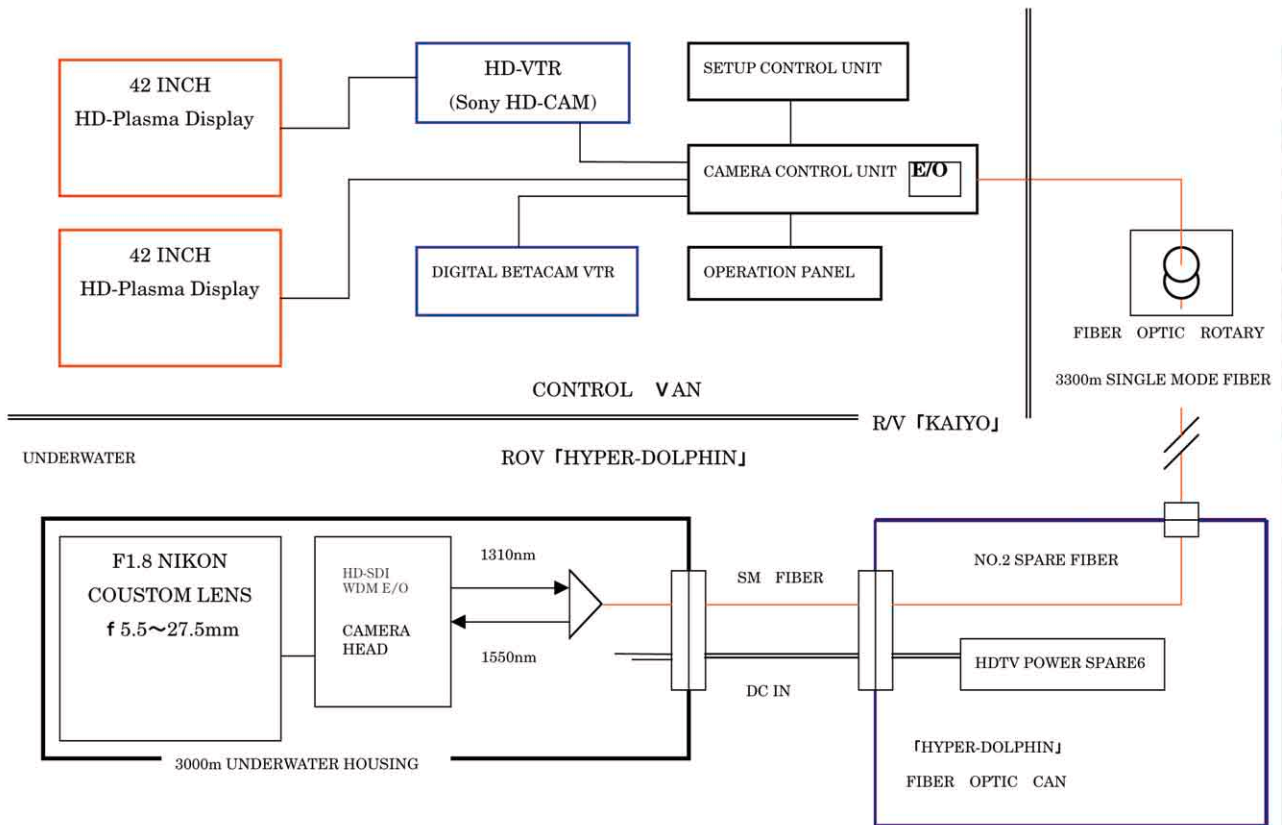 42 INCH
HD-Plasma Display
HD-VTR
(Sony HD-CAM)
SETUP CONTROL UNIT
CAMERA CONTROL UNIT
E/O
42 INCH
HD-Plasma Display
DIGITAL BETACAM VTR
OPERATION PANEL
FIBER OPTIC ROTARY
3300m SINGLE MODE FIBER
CONTROL VAN
R/V「KAIYO」
UNDERWATER
ROV「HYPER-DOLPHIN」
F1.8 NIKON
COUSTOM LENS
f 5.5～27.5mm
HD-SDI
WDM E/O
CAMERA
HEAD
1310nm
1550nm
SM FIBER
DC IN
NO.2 SPARE FIBER
HDTV POWER SPARE6
「HYPER-DOLPHIN」
FIBER OPTIC CAN
3000m UNDERWATER HOUSING